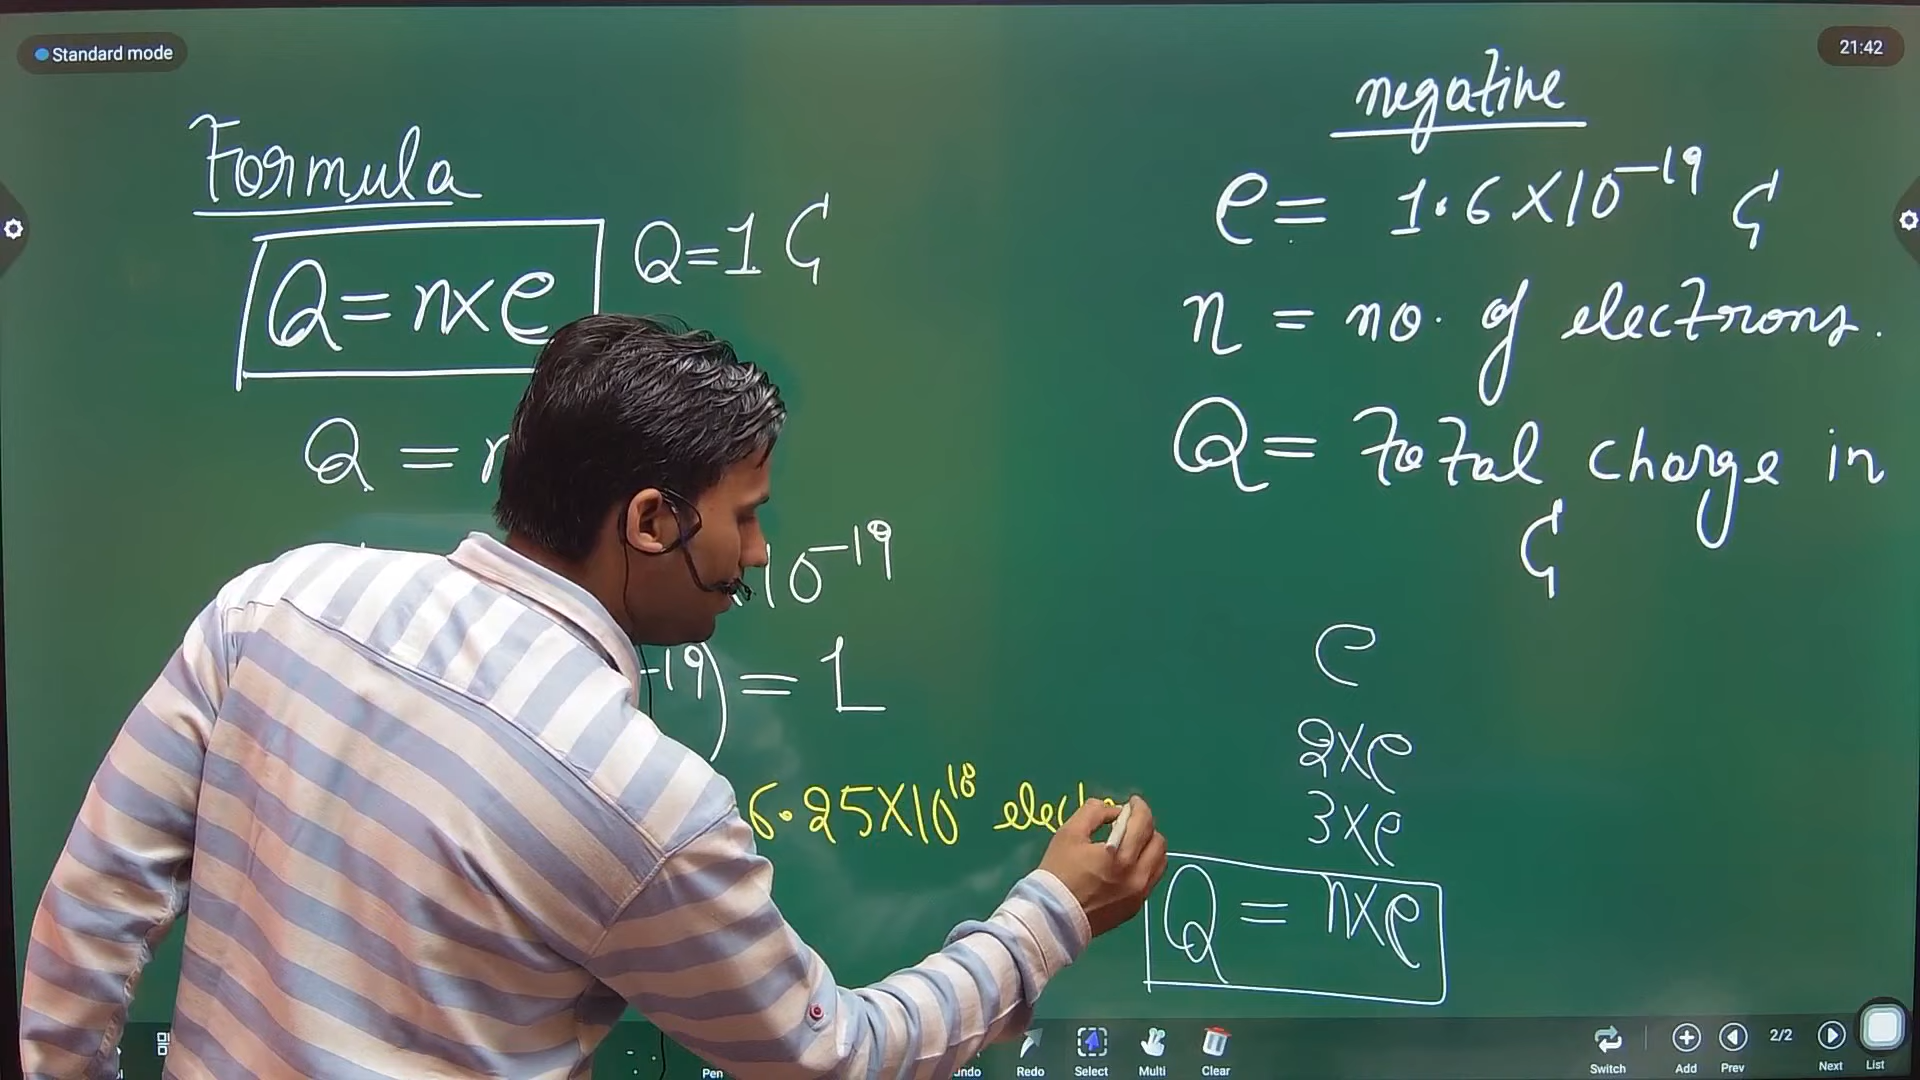 Standard mode
21:42
Formula
Q=nxe
Q=1 C
Q =
10⁻¹⁹
-19) = 1
6.25X10¹⁸ elect
negative
e= 1.6X10⁻¹⁹ C
n = no. of electrons.
Q= Total charge in
C
e
2Xe
3Xe
Q = nXe
Pen
Redo
Select
Multi
Clear
Switch
Add
Prev
2/2
Next
List